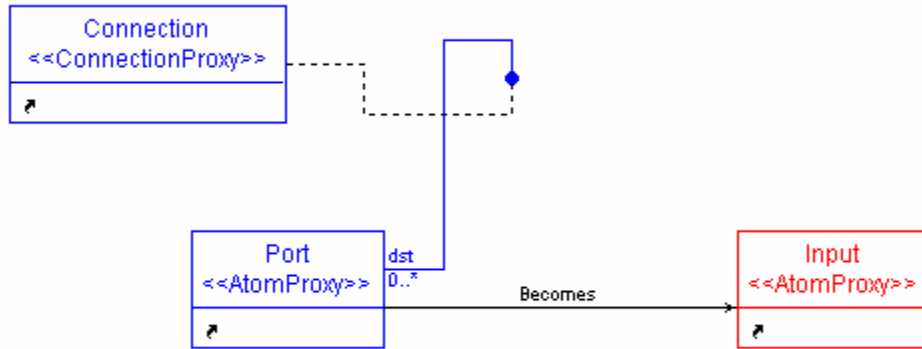 Connection
<<ConnectionProxy>>
Port
<<AtomProxy>>
dst
0..*
Becomes
Input
<<AtomProxy>>